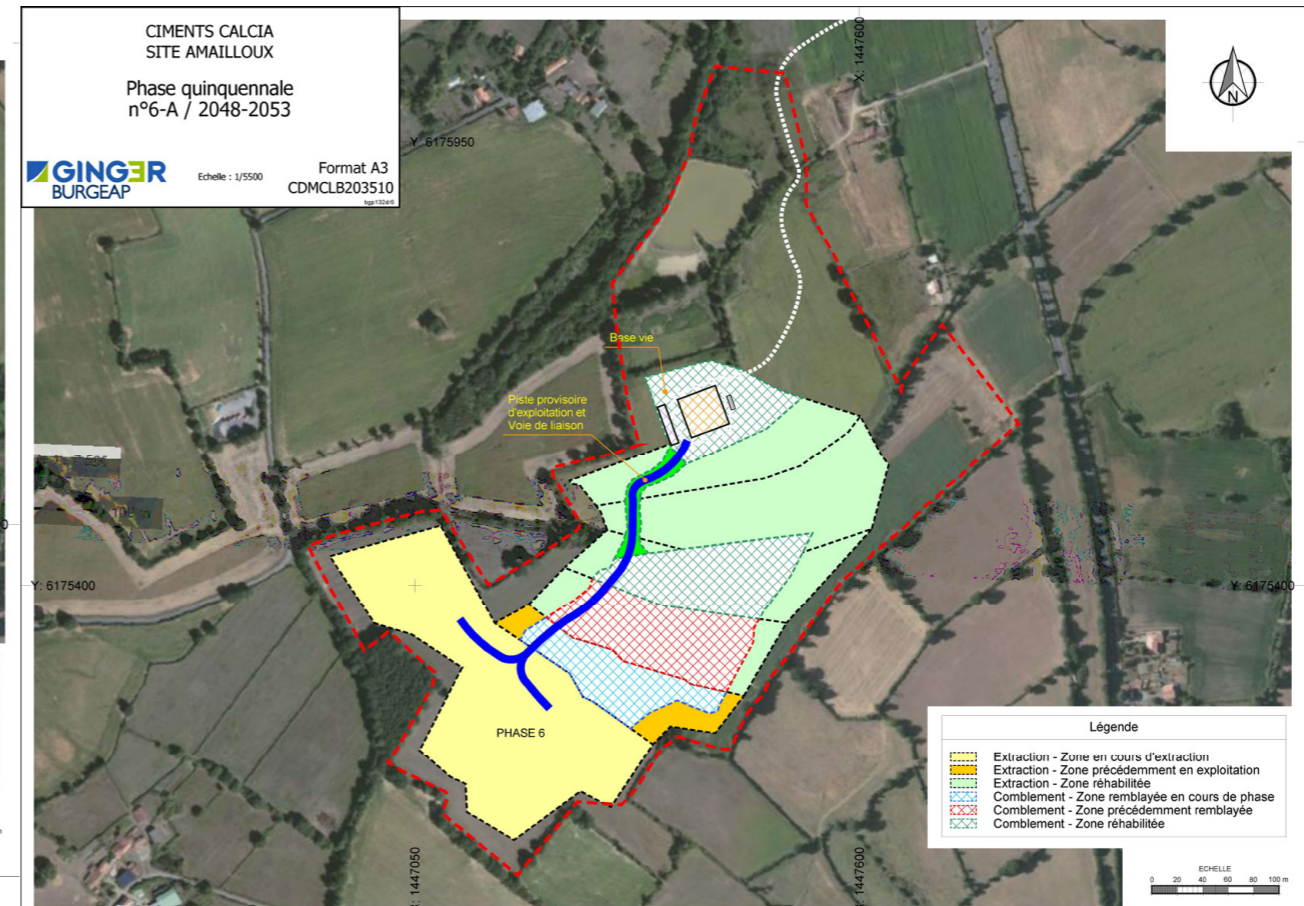 CIMENTS CALCIA
SITE AMAILLOUX
Phase quinquennale
n°6-A / 2048-2053
GINGER
BURGEAP
Echelle : 1/5500
Format A3
CDMCLB203510
X: 1447600
Y: 6175950
N
Base vie
Piste provisoire
d'exploitation et
Voie de liaison
Y: 6175400
Y: 6175400
PHASE 6
X: 1447050
X: 1447600
Légende
Extraction - Zone en cours d'extraction
Extraction - Zone précédemment en exploitation
Extraction - Zone réhabilitée
Comblement - Zone remblayée en cours de phase
Comblement - Zone précédemment remblayée
Comblement - Zone réhabilitée
ECHELLE
0 20 40 60 80 100 m